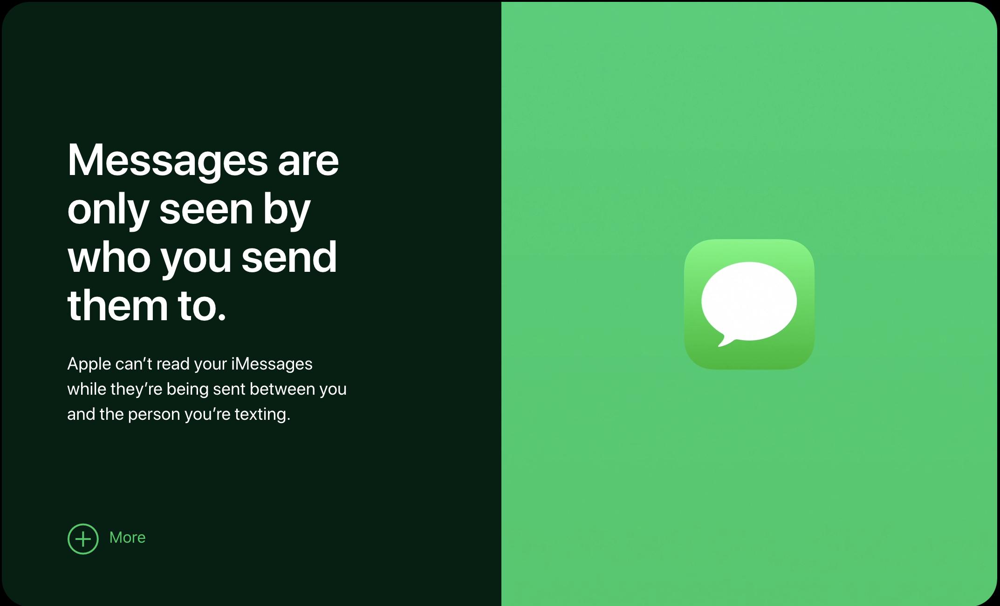 Messages are
only seen by
who you send
them to.
Apple can’t read your iMessages
while they’re being sent between you
and the person you’re texting.
More